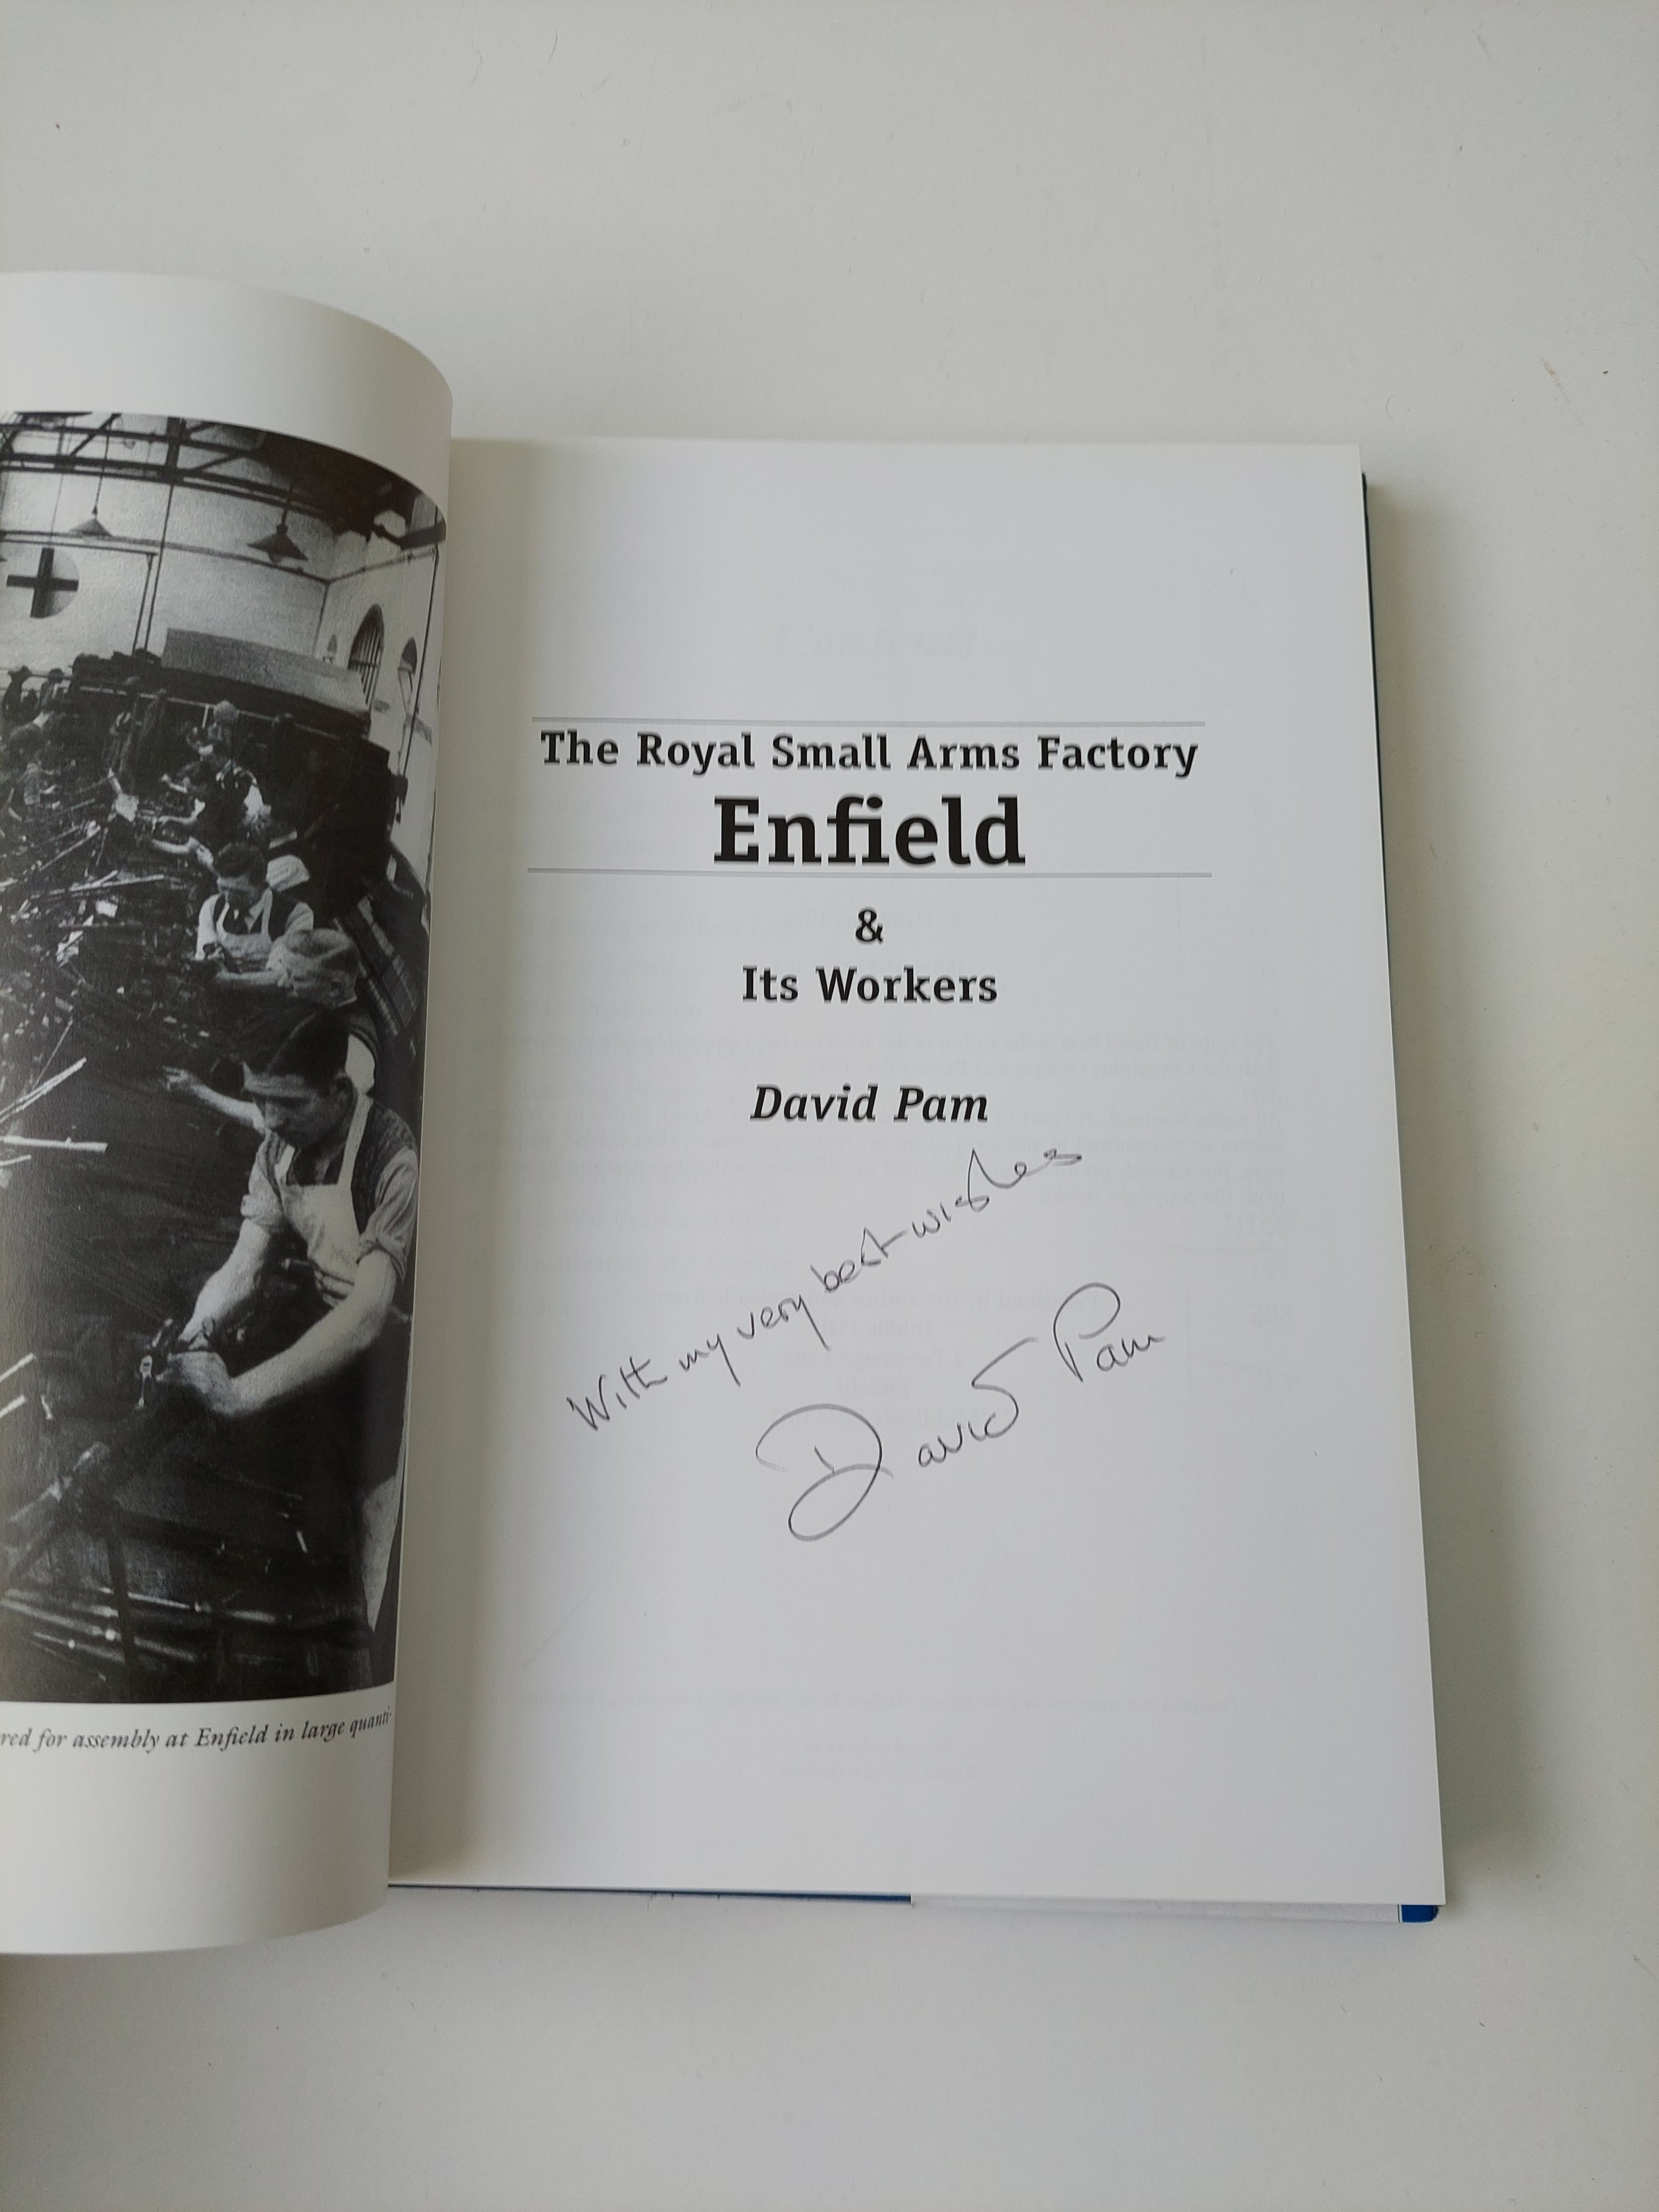 The Royal Small Arms Factory
Enfield
&
Its Workers
David Pam
With my very best wishes
David Pam
red for assembly at Enfield in large quanti-